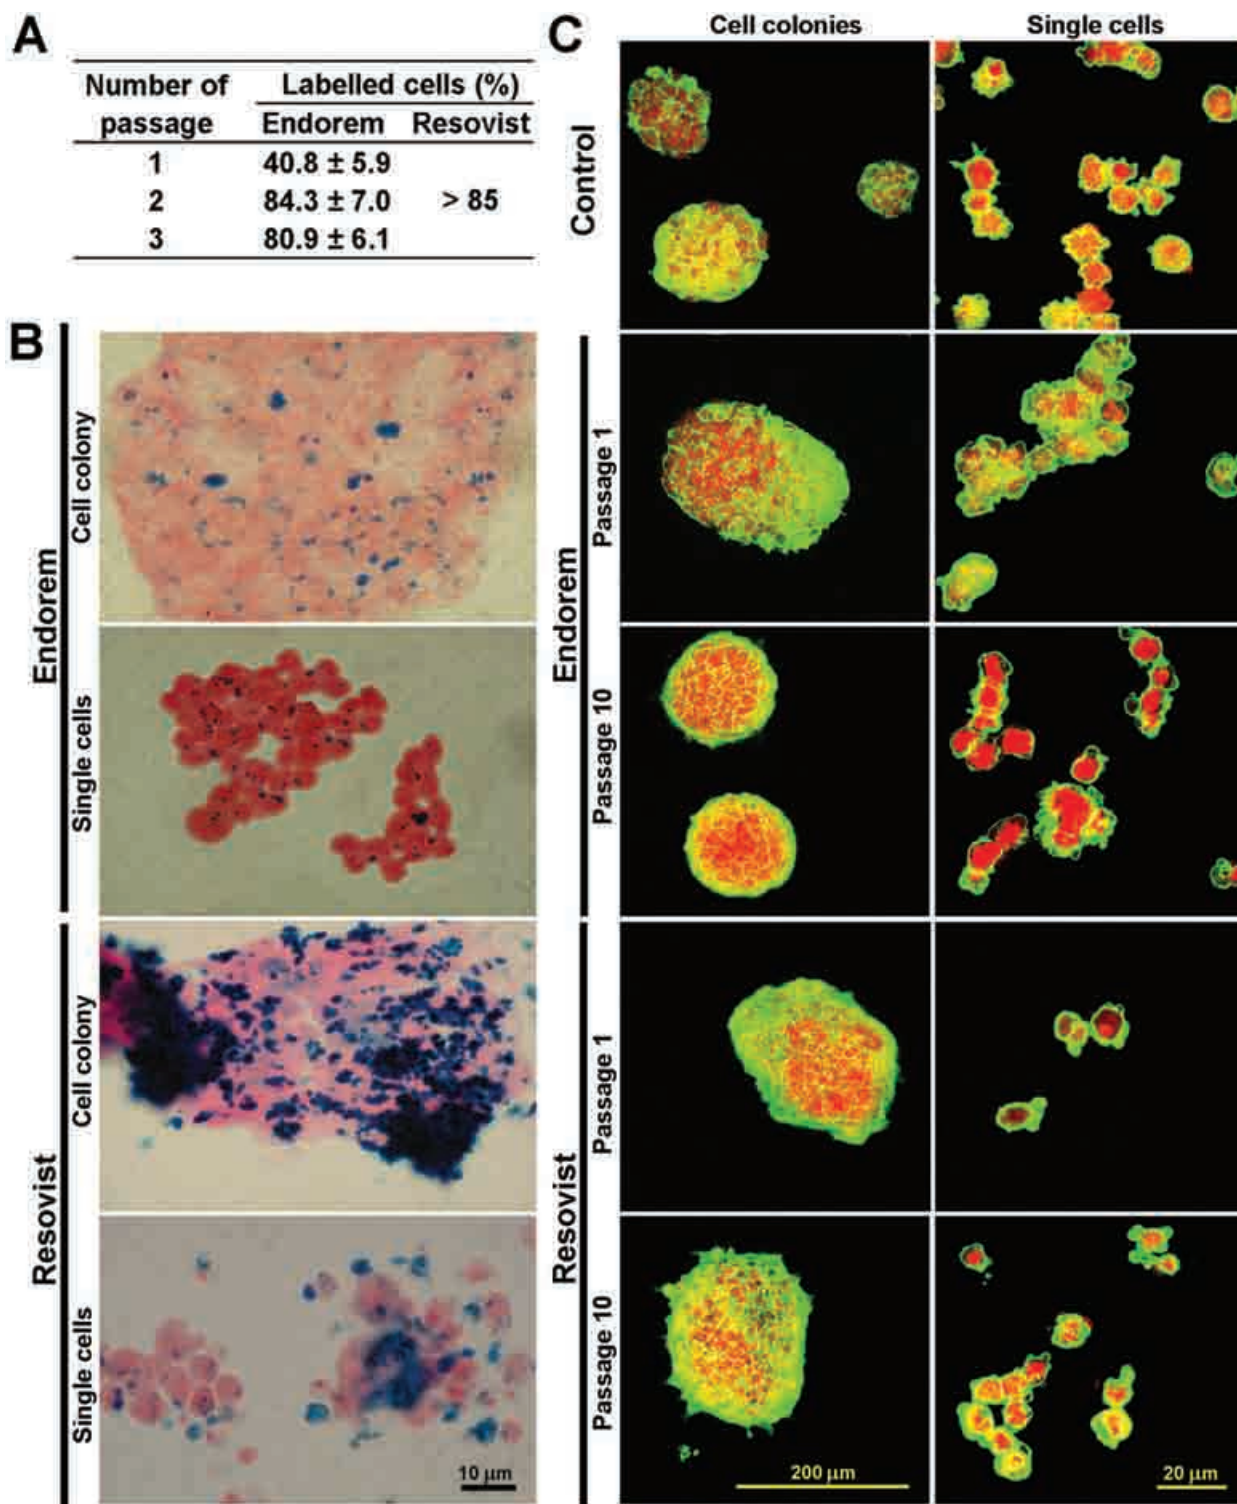 A
Number of passage
Labelled cells (%)
Endorem Resovist
1 40.8 ± 5.9
2 84.3 ± 7.0 > 85
3 80.9 ± 6.1
B
Endorem
Cell colony
Single cells
Resovist
Cell colony
Single cells
10 µm
C
Cell colonies Single cells
Control
Endorem
Passage 1
Passage 10
Resovist
Passage 1
Passage 10
200 µm
20 µm